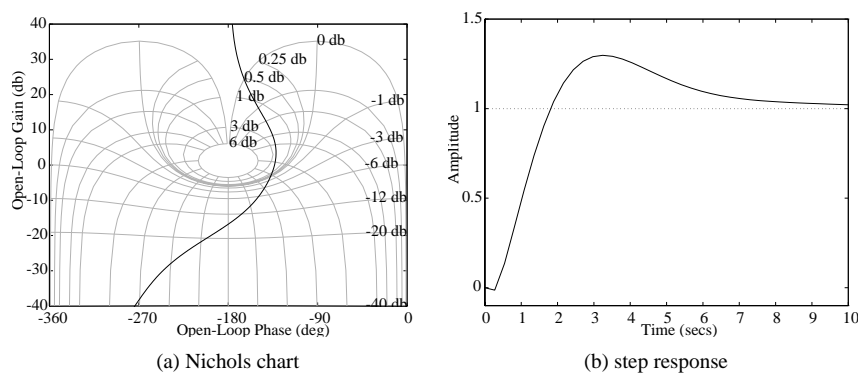 40
30
20
10
0
-10
-20
-30
-40
Open-Loop Gain (db)
0 db
0.25 db
0.5 db
1 db
-1 db
3 db
-3 db
6 db
-6 db
-12 db
-20 db
-40 db
-360 -270 -180 -90 0
Open-Loop Phase (deg)
(a) Nichols chart
1.5
1
0.5
0
Amplitude
0 1 2 3 4 5 6 7 8 9 10
Time (secs)
(b) step response